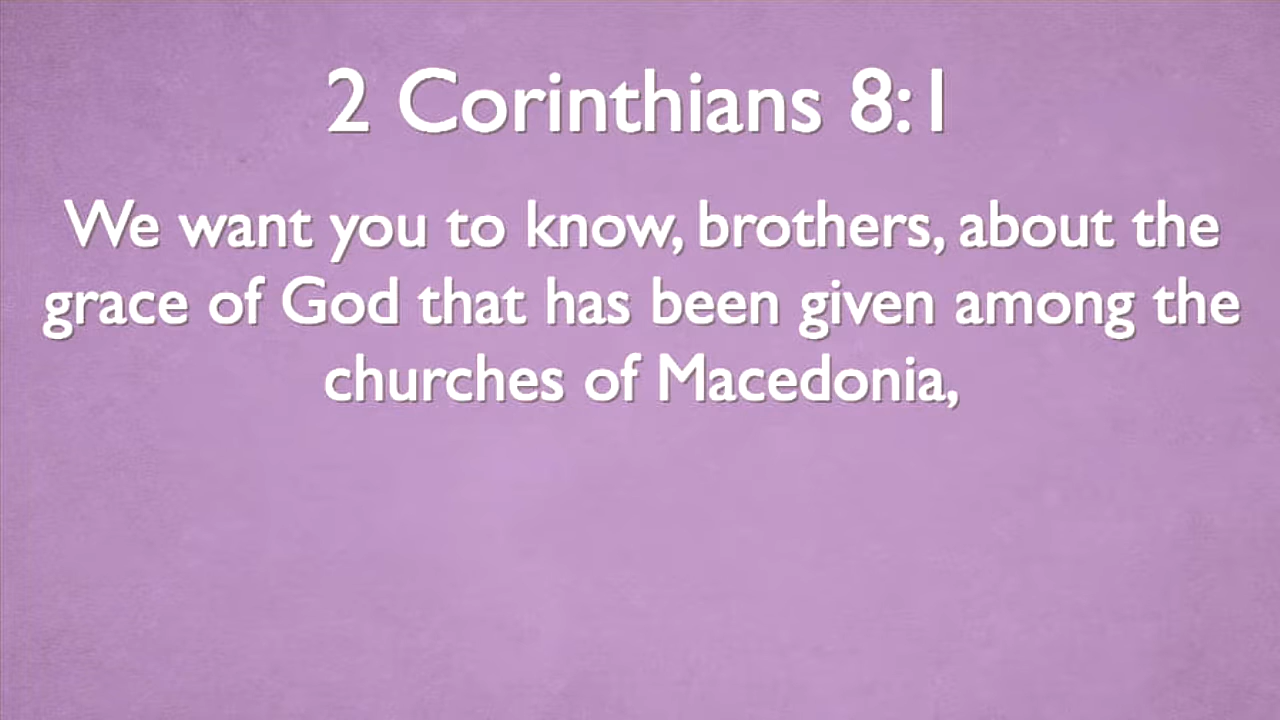 2 Corinthians 8:1
We want you to know, brothers, about the
grace of God that has been given among the
churches of Macedonia,